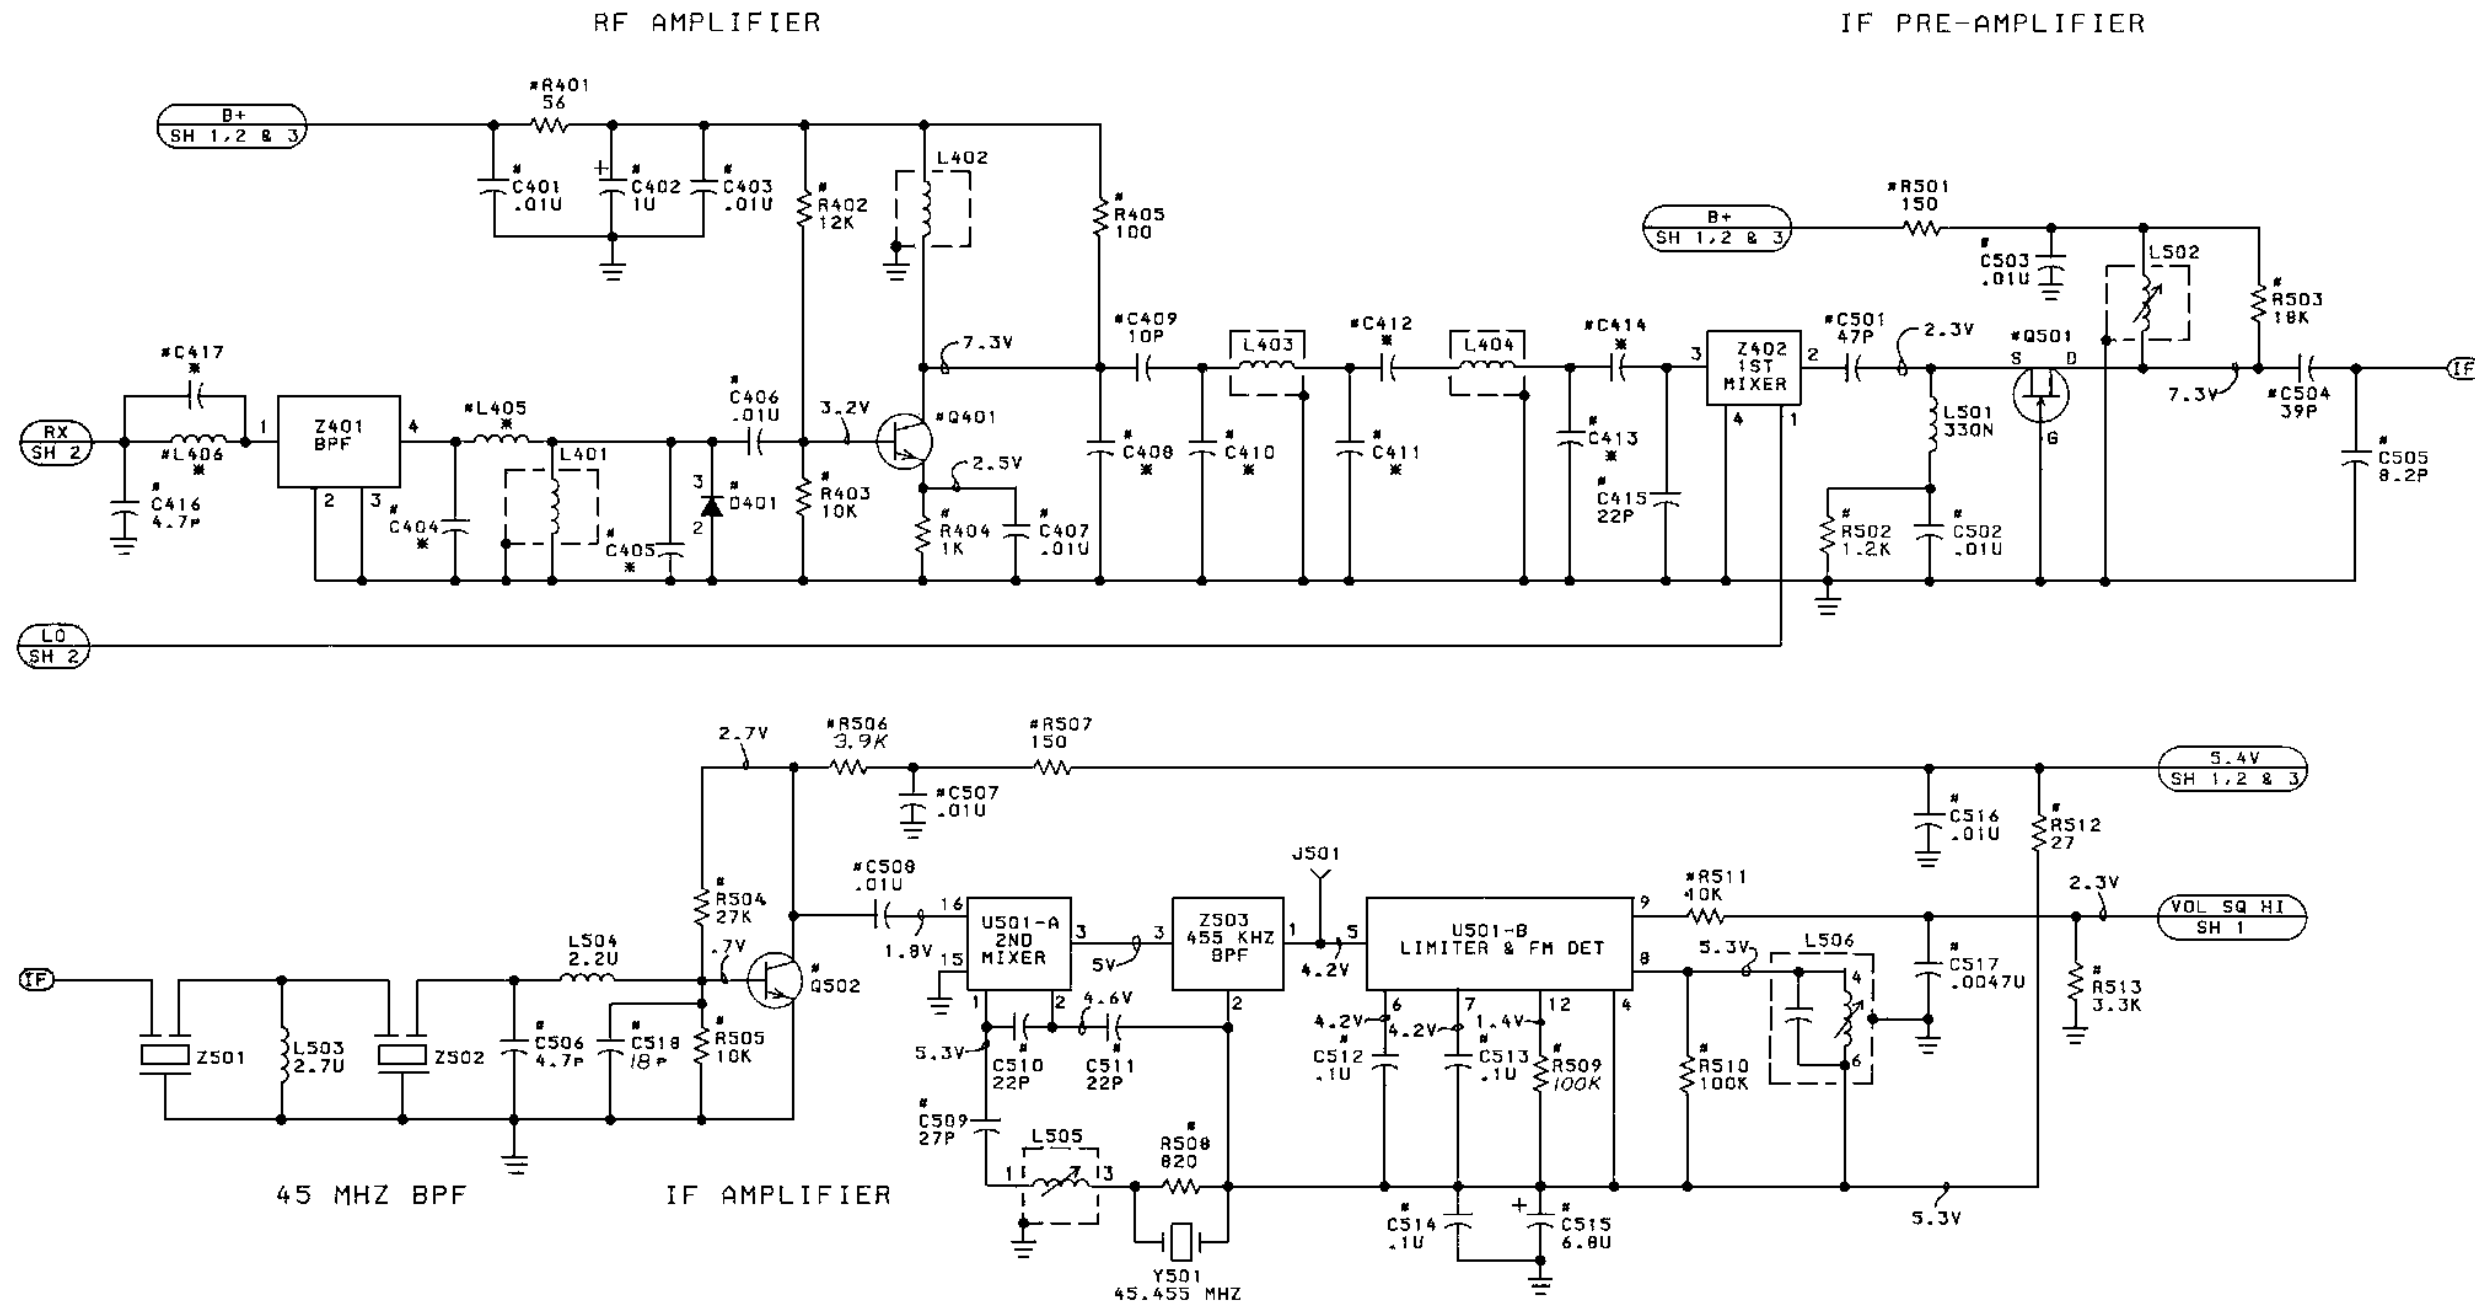 RF AMPLIFIER
IF PRE-AMPLIFIER
B+
SH 1,2 & 3
#R401
56
#
C401
.01U
+
#
C402
1U
#
C403
.01U
#
R402
12K
L402
#
R405
100
B+
SH 1,2 & 3
#R501
150
#
C503
.01U
L502
#
R503
18K
#C417
*
RX
SH 2
#L406
*
#
C416
4.7P
1
Z401
BPF
4
2
3
#L405
*
#
C404
*
L401
#
C405
*
3
#
D401
2
#
C406
.01U
3.2V
#
R403
10K
#Q401
7.3V
2.5V
#
R404
1K
#
C407
.01U
#C409
10P
#
C408
*
#
C410
*
L403
#C412
*
#
C411
*
L404
#C414
*
#
C413
*
#
C415
22P
3
Z402
1ST
MIXER
2
4
1
#C501
47P
2.3V
#Q501
S
D
G
L501
330N
#
R502
1.2K
#
C502
.01U
7.3V
#C504
39P
IF
#
C505
8.2P
LO
SH 2
2.7V
#R506
3.9K
#R507
150
#C507
.01U
5.4V
SH 1,2 & 3
#
C516
.01U
#
R512
27
IF
Z501
L503
2.7U
Z502
#
C506
4.7P
L504
2.2U
#
C518
18P
#
R504
27K
.7V
#
R505
10K
#
Q502
#C508
.01U
1.8V
16
15
U501-A
2ND
MIXER
3
1
2
5V
3
Z503
455 KHZ
BPF
1
2
J501
4.2V
5
U501-B
LIMITER & FM DET
9
8
6
7
12
4
#R511
10K
2.3V
VOL SQ HI
SH 1
5.3V
L506
4
6
#
C517
.0047U
#
R513
3.3K
5.3V
4.6V
#
C510
22P
#
C511
22P
#
C509
27P
L505
1
3
#
R508
820
Y501
45.455 MHZ
4.2V
#
C512
.1U
4.2V
#
C513
.1U
1.4V
#
R509
100K
#
R510
100K
#
C514
.1U
+
#
C515
6.8U
5.3V
45 MHZ BPF
IF AMPLIFIER